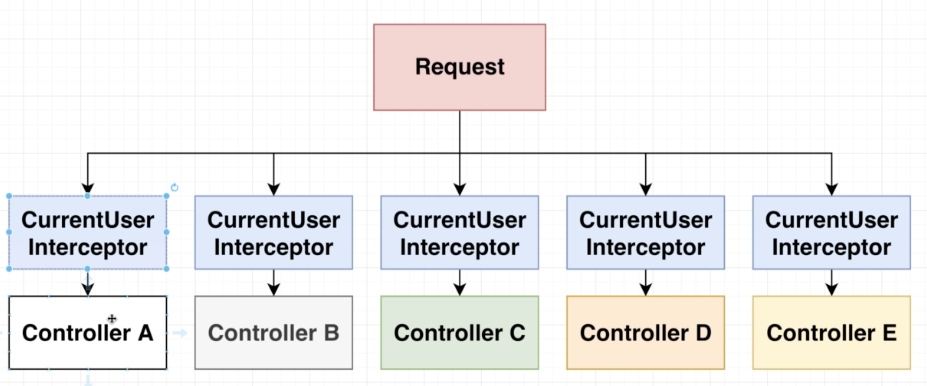 Request
CurrentUser
Interceptor
CurrentUser
Interceptor
CurrentUser
Interceptor
CurrentUser
Interceptor
CurrentUser
Interceptor
Controller A
Controller B
Controller C
Controller D
Controller E